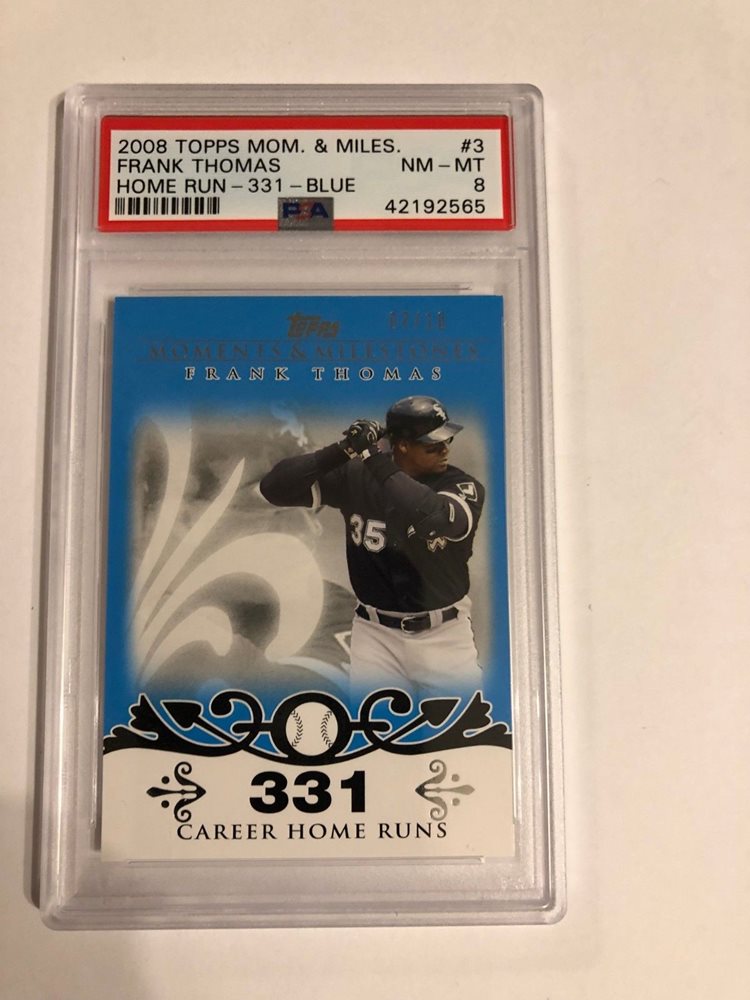 2008 TOPPS MOM. & MILES. #3
FRANK THOMAS NM-MT
HOME RUN-331-BLUE 8
PSA 42192565
Topps
MOMENTS & MILESTONES
FRANK THOMAS
35
331
CAREER HOME RUNS